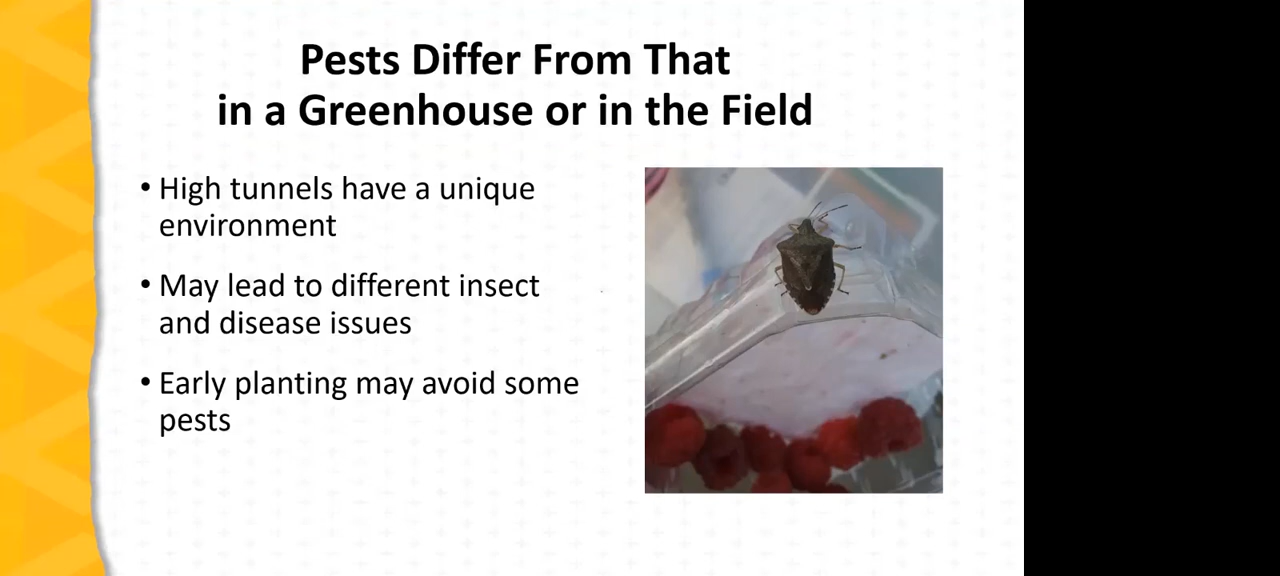 Pests Differ From That
in a Greenhouse or in the Field
• High tunnels have a unique
environment
• May lead to different insect
and disease issues
• Early planting may avoid some
pests